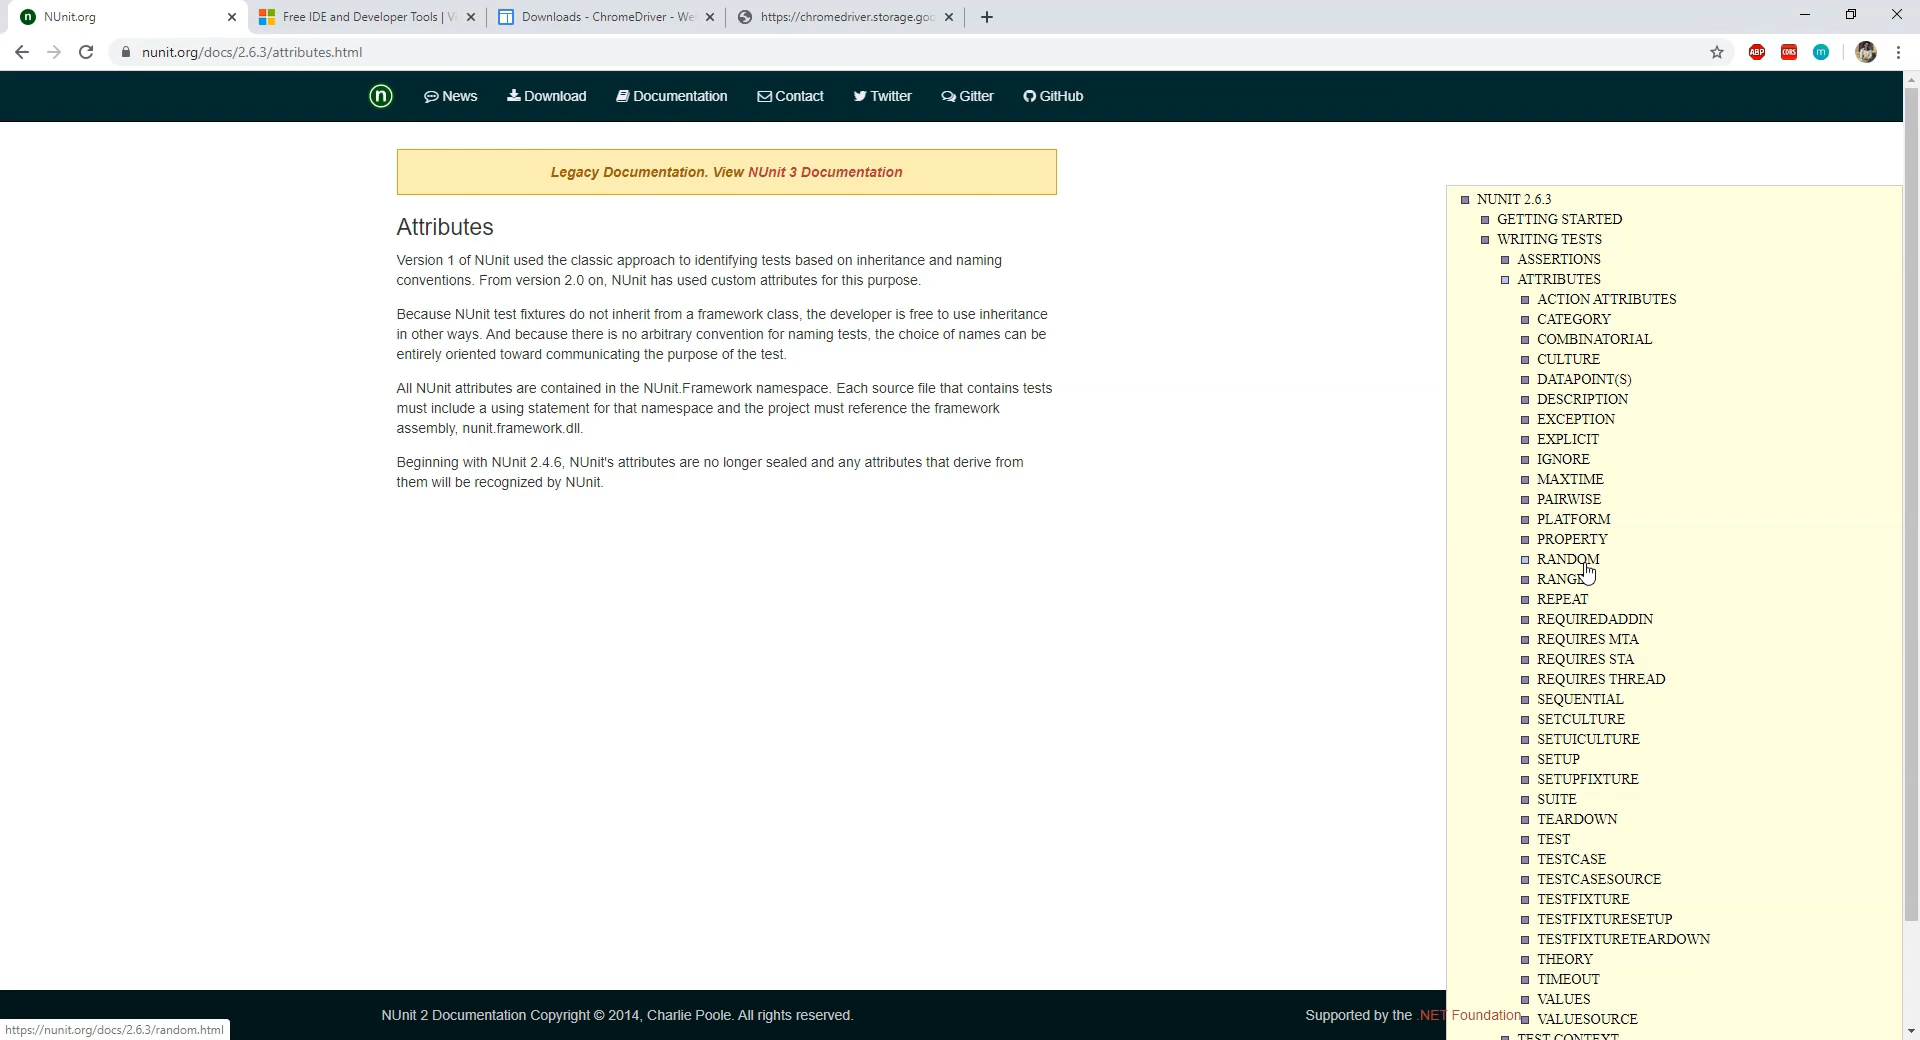 NUnit.org
Free IDE and Developer Tools | Vi
Downloads - ChromeDriver - We
https://chromedriver.storage.goo
nunit.org/docs/2.6.3/attributes.html
ABP
CORS
m
n
News
Download
Documentation
Contact
Twitter
Gitter
GitHub
Legacy Documentation. View NUnit 3 Documentation
Attributes
Version 1 of NUnit used the classic approach to identifying tests based on inheritance and naming
conventions. From version 2.0 on, NUnit has used custom attributes for this purpose.
Because NUnit test fixtures do not inherit from a framework class, the developer is free to use inheritance
in other ways. And because there is no arbitrary convention for naming tests, the choice of names can be
entirely oriented toward communicating the purpose of the test.
All NUnit attributes are contained in the NUnit.Framework namespace. Each source file that contains tests
must include a using statement for that namespace and the project must reference the framework
assembly, nunit.framework.dll.
Beginning with NUnit 2.4.6, NUnit's attributes are no longer sealed and any attributes that derive from
them will be recognized by NUnit.
NUNIT 2.6.3
GETTING STARTED
WRITING TESTS
ASSERTIONS
ATTRIBUTES
ACTION ATTRIBUTES
CATEGORY
COMBINATORIAL
CULTURE
DATAPOINT(S)
DESCRIPTION
EXCEPTION
EXPLICIT
IGNORE
MAXTIME
PAIRWISE
PLATFORM
PROPERTY
RANDOM
RANGE
REPEAT
REQUIREDADDIN
REQUIRES MTA
REQUIRES STA
REQUIRES THREAD
SEQUENTIAL
SETCULTURE
SETUICULTURE
SETUP
SETUPFIXTURE
SUITE
TEARDOWN
TEST
TESTCASE
TESTCASESOURCE
TESTFIXTURE
TESTFIXTURESETUP
TESTFIXTURETEARDOWN
THEORY
TIMEOUT
VALUES
VALUESOURCE
TEST CONTEXT
NUnit 2 Documentation Copyright © 2014, Charlie Poole. All rights reserved.
Supported by the .NET Foundation
https://nunit.org/docs/2.6.3/random.html